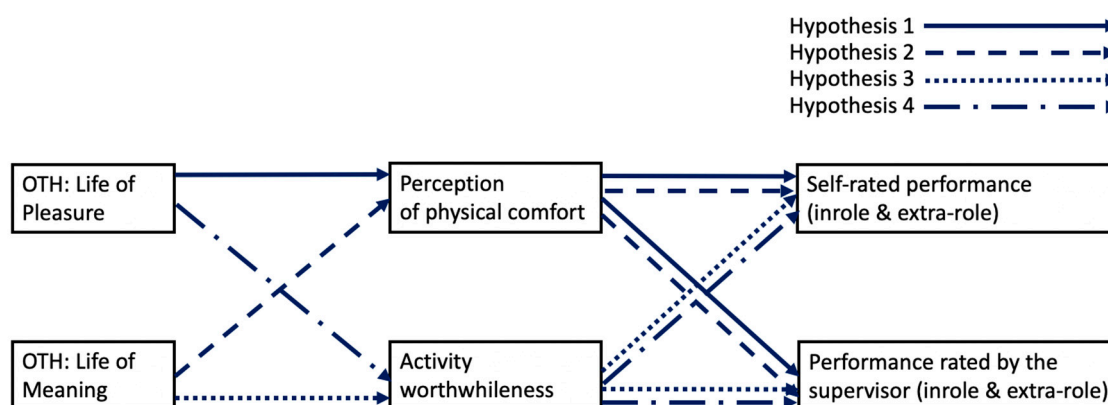 Hypothesis 1
Hypothesis 2
Hypothesis 3
Hypothesis 4
OTH: Life of
Pleasure
Perception
of physical comfort
Self-rated performance
(inrole & extra-role)
OTH: Life of
Meaning
Activity
worthwhileness
Performance rated by the
supervisor (inrole & extra-role)